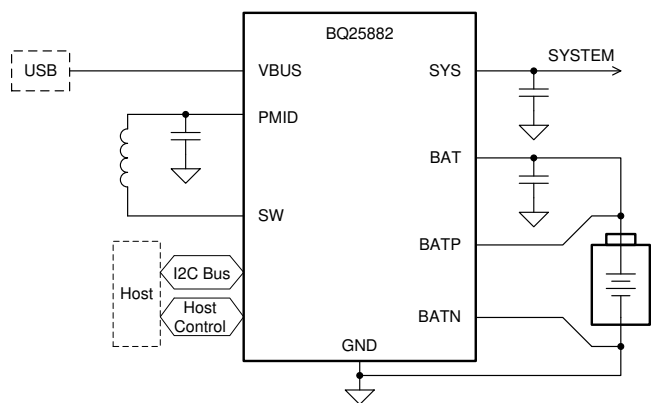 BQ25882
USB
VBUS
SYS
SYSTEM
PMID
BAT
SW
BATP
Host
I2C Bus
Host
Control
BATN
GND